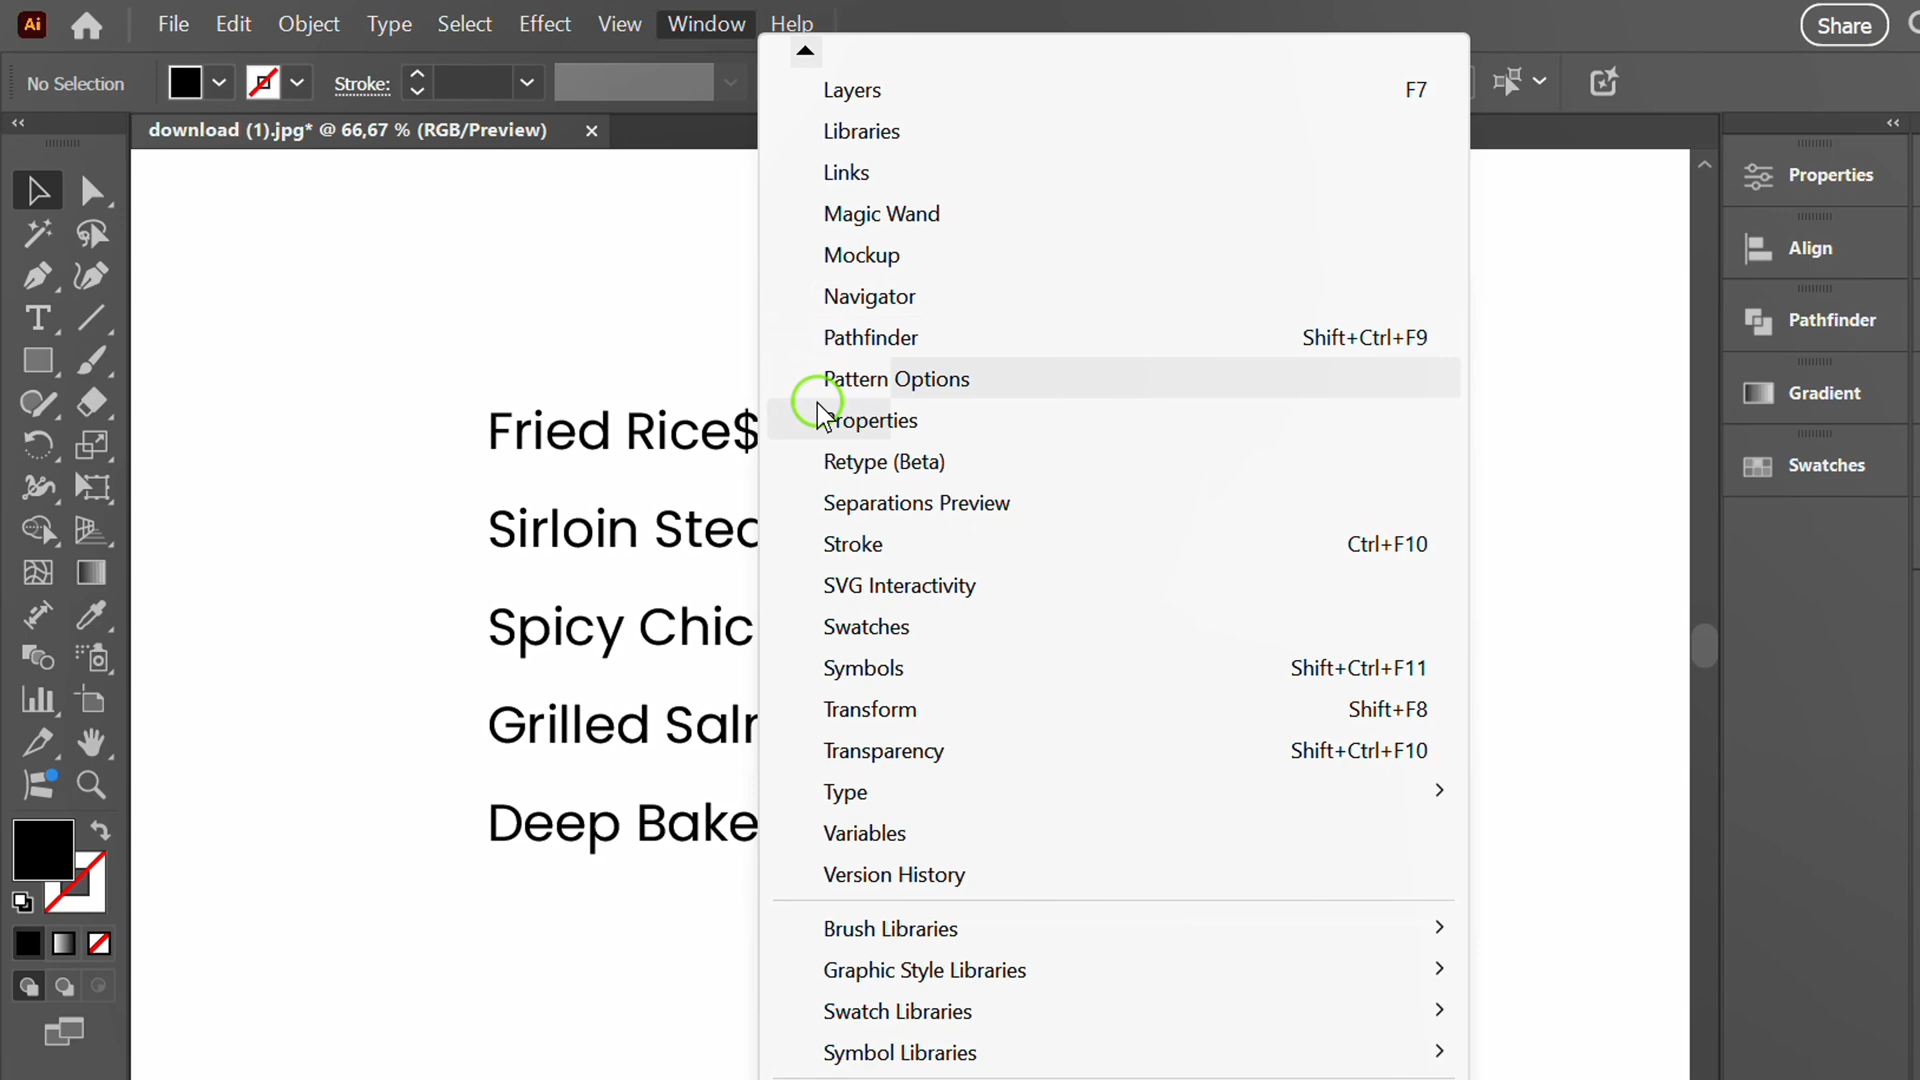 Ai File Edit Object Type Select Effect View Window Help Share
No Selection Stroke:
download (1).jpg* @ 66,67 % (RGB/Preview)
Layers F7
Libraries
Links
Magic Wand
Mockup
Navigator
Pathfinder Shift+Ctrl+F9
Pattern Options
Properties
Retype (Beta)
Separations Preview
Stroke Ctrl+F10
SVG Interactivity
Swatches
Symbols Shift+Ctrl+F11
Transform Shift+F8
Transparency Shift+Ctrl+F10
Type
Variables
Version History
Brush Libraries
Graphic Style Libraries
Swatch Libraries
Symbol Libraries
Fried Rice$
Sirloin Stea
Spicy Chic
Grilled Sal
Deep Bake
Properties
Align
Pathfinder
Gradient
Swatches